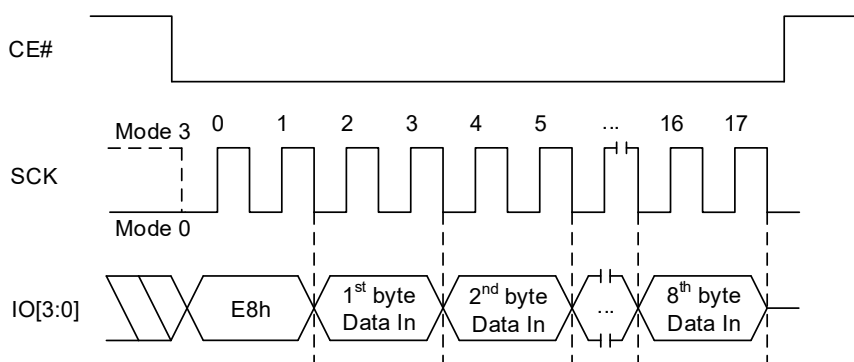 CE#
Mode 3 0 1 2 3 4 5 ... 16 17
SCK
Mode 0
IO[3:0] E8h 1st byte 2nd byte ... 8th byte
Data In Data In Data In